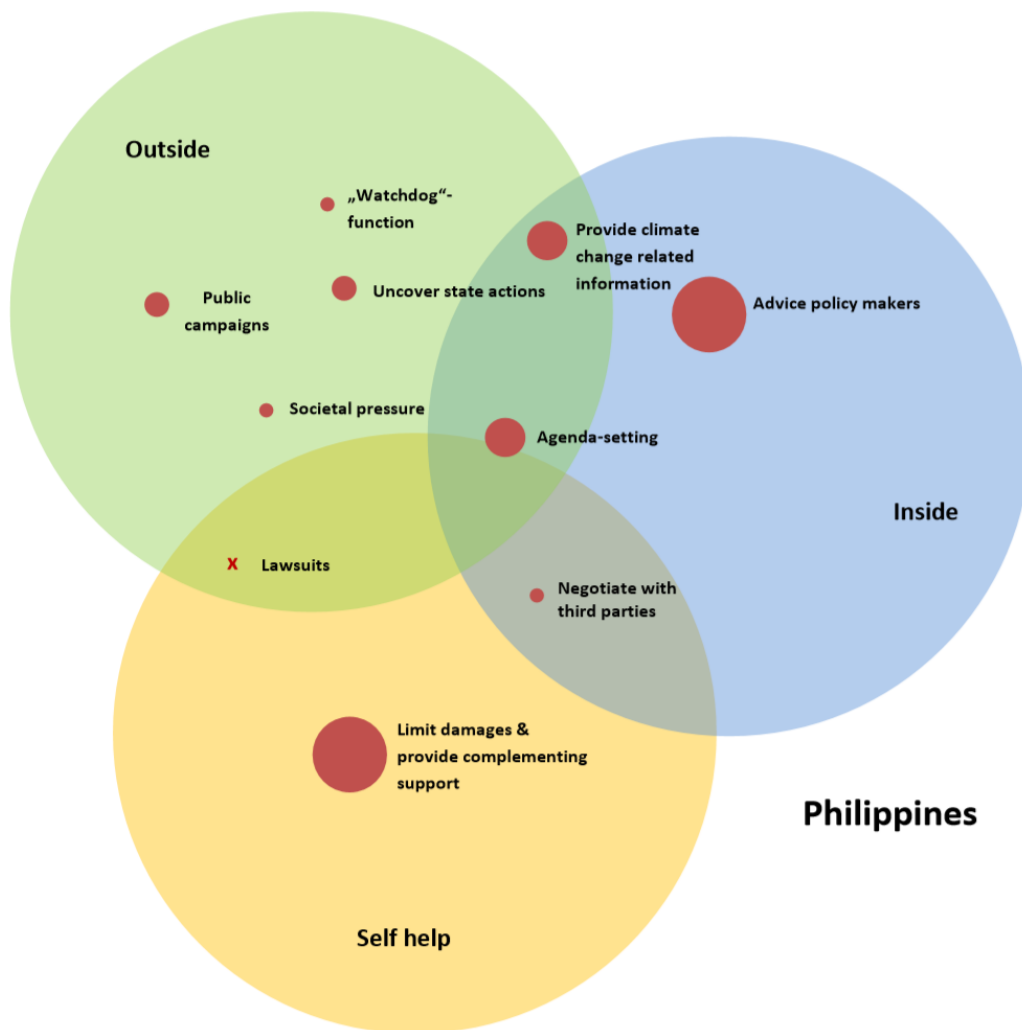 Outside
„Watchdog“-
function
Provide climate
change related
information
Uncover state actions
Public
campaigns
Advice policy makers
Societal pressure
Agenda-setting
Inside
x
Lawsuits
Negotiate with
third parties
Limit damages &
provide complementing
support
Philippines
Self help